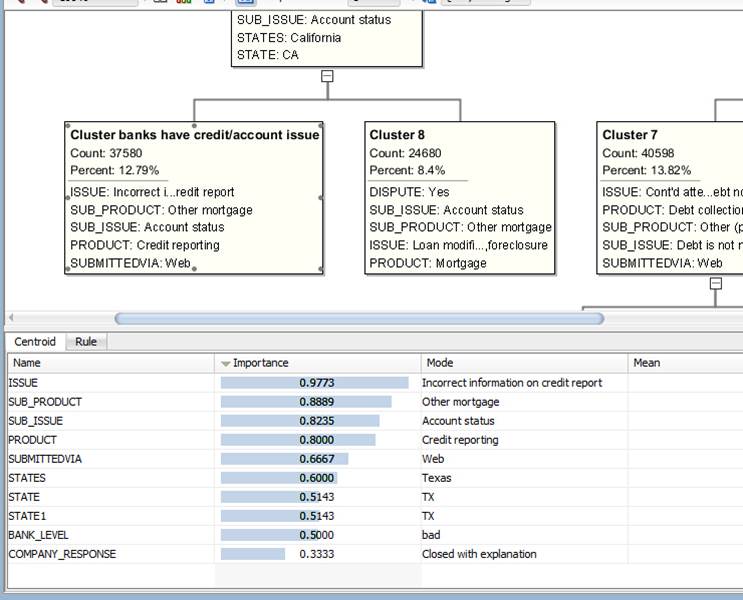 SUB_ISSUE: Account status
STATES: California
STATE: CA
Cluster banks have credit/account issue
Count: 37580
Percent: 12.79%
ISSUE: Incorrect i...redit report
SUB_PRODUCT: Other mortgage
SUB_ISSUE: Account status
PRODUCT: Credit reporting
SUBMITTEDVIA: Web
Cluster 8
Count: 24680
Percent: 8.4%
DISPUTE: Yes
SUB_ISSUE: Account status
SUB_PRODUCT: Other mortgage
ISSUE: Loan modifi...,foreclosure
PRODUCT: Mortgage
Cluster 7
Count: 40598
Percent: 13.82%
ISSUE: Cont'd atte...ebt no
PRODUCT: Debt collectio
SUB_PRODUCT: Other (p
SUB_ISSUE: Debt is not
SUBMITTEDVIA: Web
Centroid Rule
Name Importance Mode Mean
ISSUE 0.9773 Incorrect information on credit report
SUB_PRODUCT 0.8889 Other mortgage
SUB_ISSUE 0.8235 Account status
PRODUCT 0.8000 Credit reporting
SUBMITTEDVIA 0.6667 Web
STATES 0.6000 Texas
STATE 0.5143 TX
STATE1 0.5143 TX
BANK_LEVEL 0.5000 bad
COMPANY_RESPONSE 0.3333 Closed with explanation